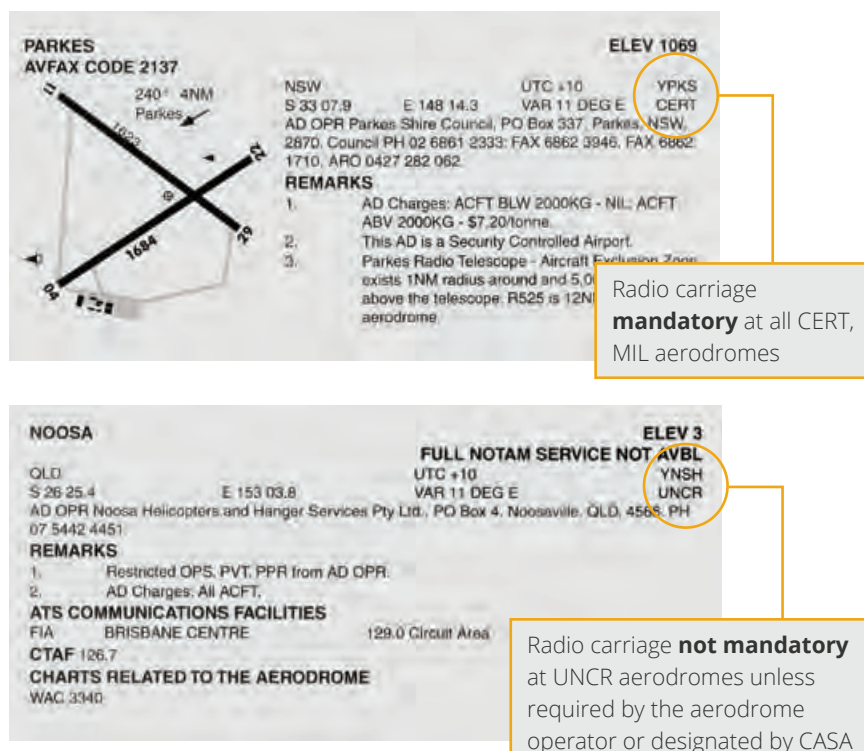 PARKES
AVFAX CODE 2137
ELEV 1069
240° 4NM
Parkes
11
22
29
04
1623
1684
NSW UTC +10 YPKS
S 33 07.9 E 148 14.3 VAR 11 DEG E CERT
AD OPR Parkes Shire Council, PO Box 337, Parkes, NSW,
2870. Council PH 02 6861 2333: FAX 6862 3946, FAX 6862
1710, ARO 0427 282 062
REMARKS
1. AD Charges: ACFT BLW 2000KG - NIL; ACFT
ABV 2000KG - $7.20/tonne.
2. This AD is a Security Controlled Airport.
3. Parkes Radio Telescope - Aircraft Exclusion Zone
exists 1NM radius around and
above the telescope. R525 is
aerodrome.
Radio carriage
mandatory at all CERT,
MIL aerodromes
NOOSA
ELEV 3
FULL NOTAM SERVICE NOT AVBL
QLD UTC +10 YNSH
S 26 25.4 E 153 03.8 VAR 11 DEG E UNCR
AD OPR Noosa Helicopters and Hanger Services Pty Ltd., PO Box 4, Noosaville, QLD, 4566. PH
07 5442 4451
REMARKS
1. Restricted OPS. PVT. PPR from AD OPR.
2. AD Charges: All ACFT.
ATS COMMUNICATIONS FACILITIES
FIA BRISBANE CENTRE 129.0 Circuit Area
CTAF 126.7
CHARTS RELATED TO THE AERODROME
WAC 3340
Radio carriage not mandatory
at UNCR aerodromes unless
required by the aerodrome
operator or designated by CASA